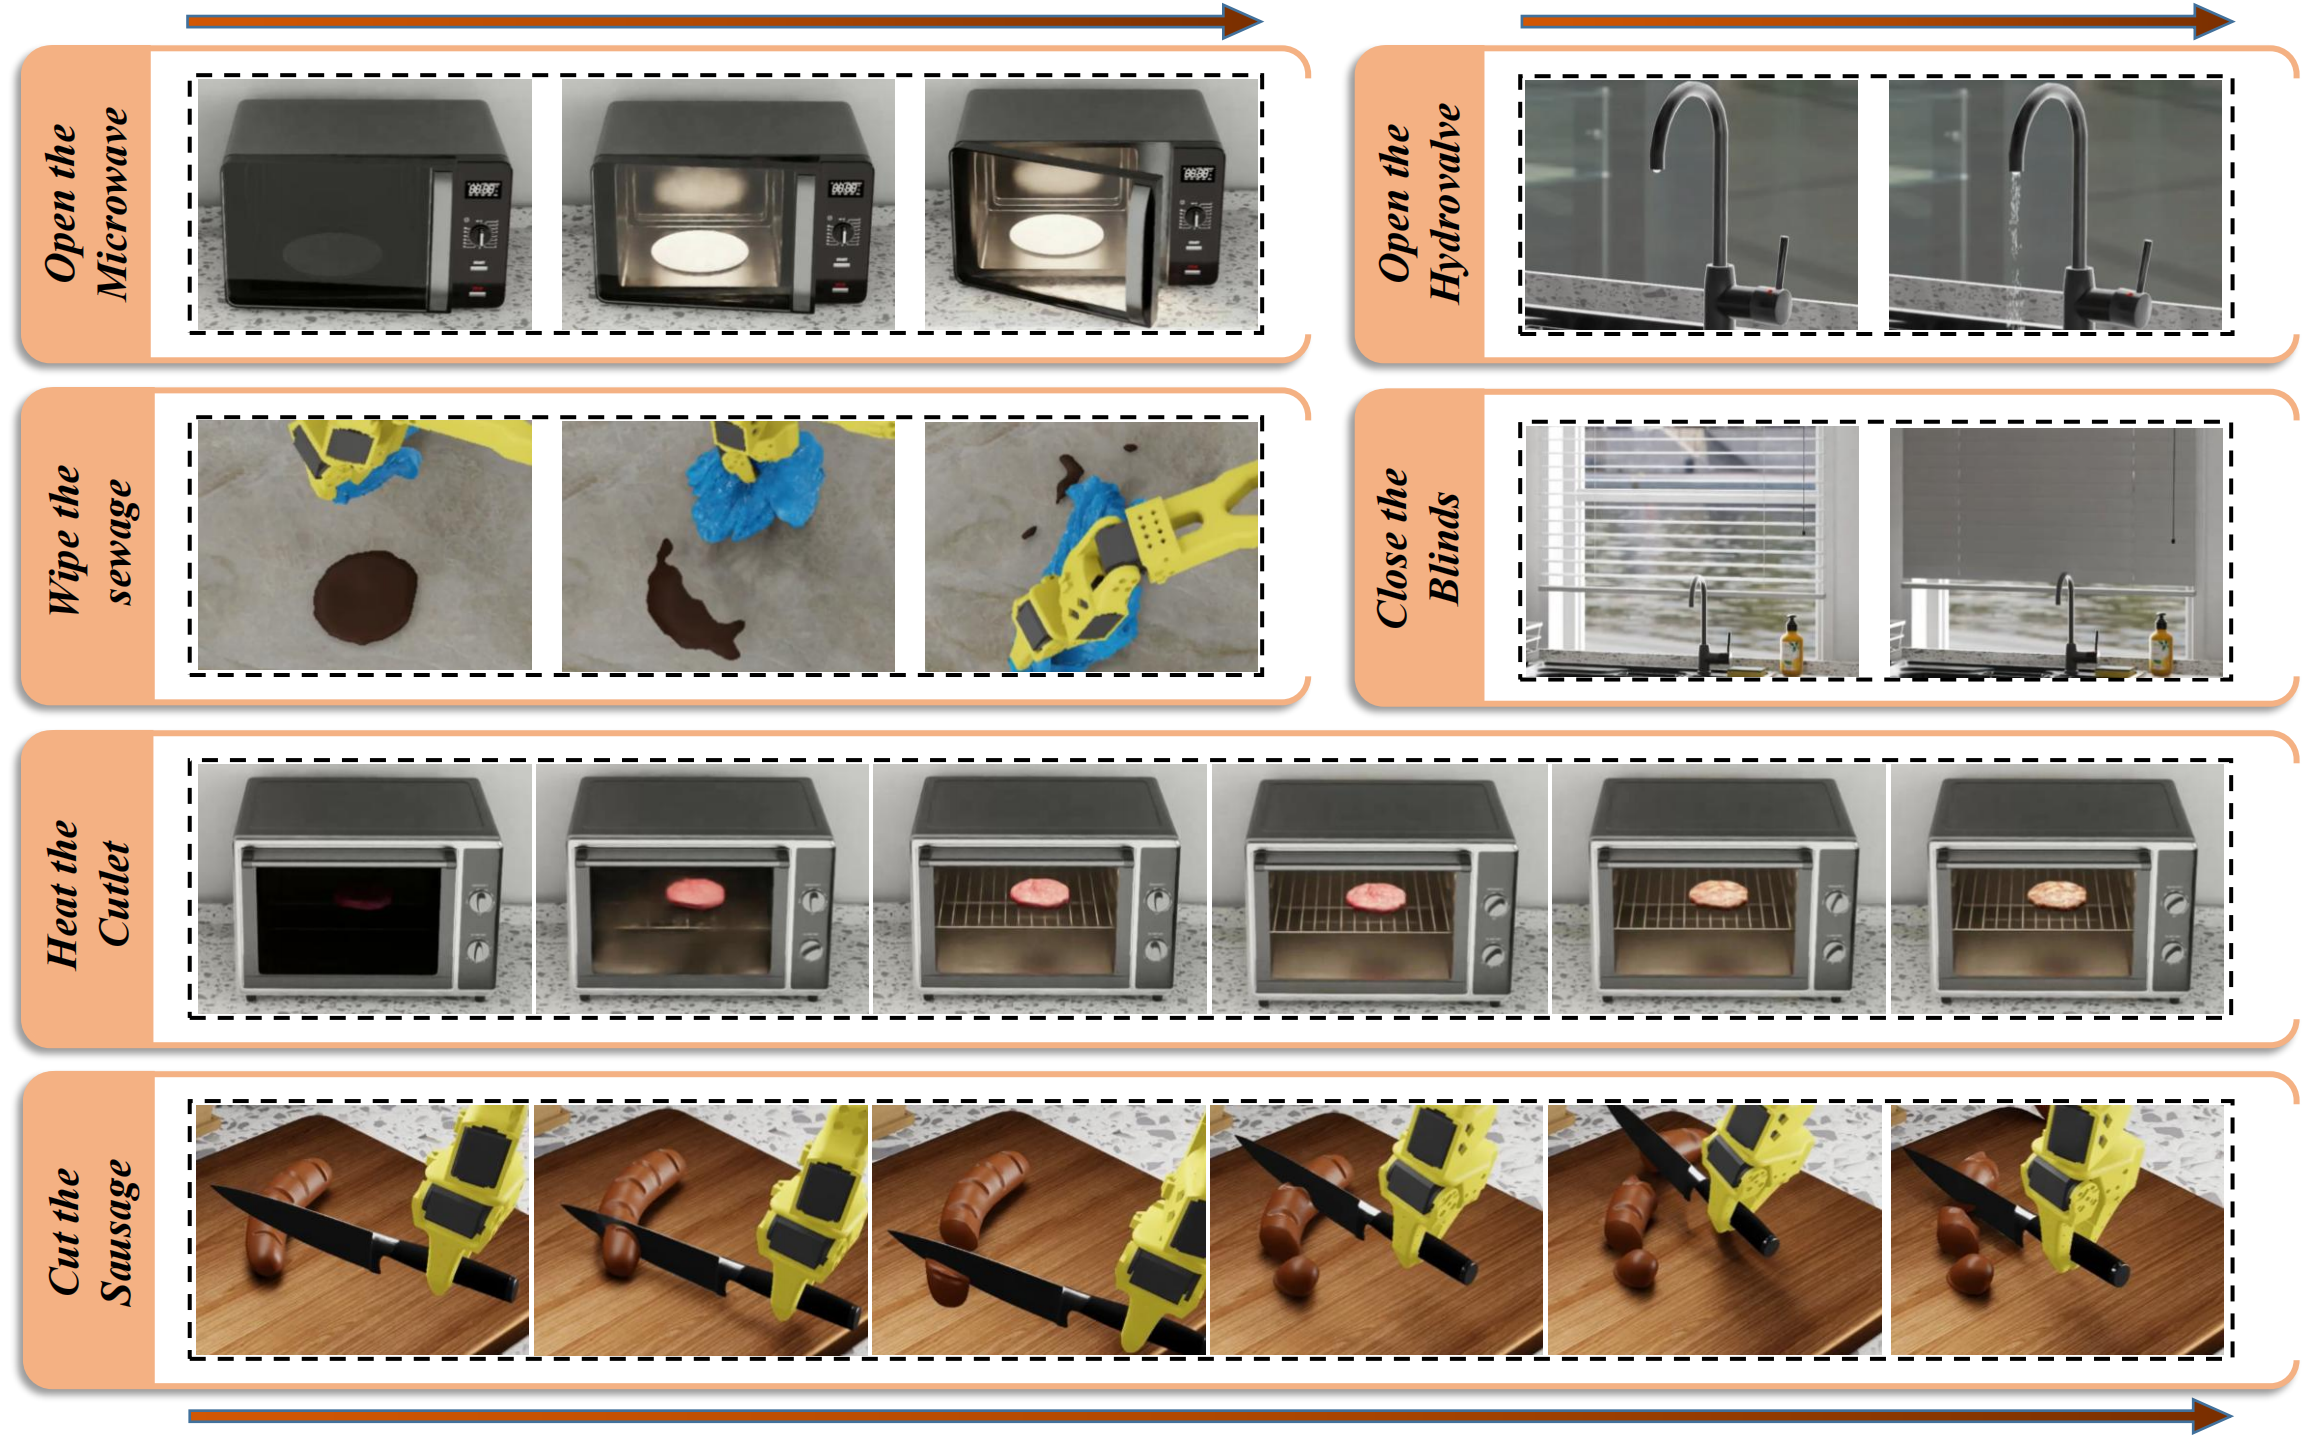 Open the
Microwave
Open the
Hydrovalve
Wipe the
sewage
Close the
Blinds
Heat the
Cutlet
Cut the
Sausage